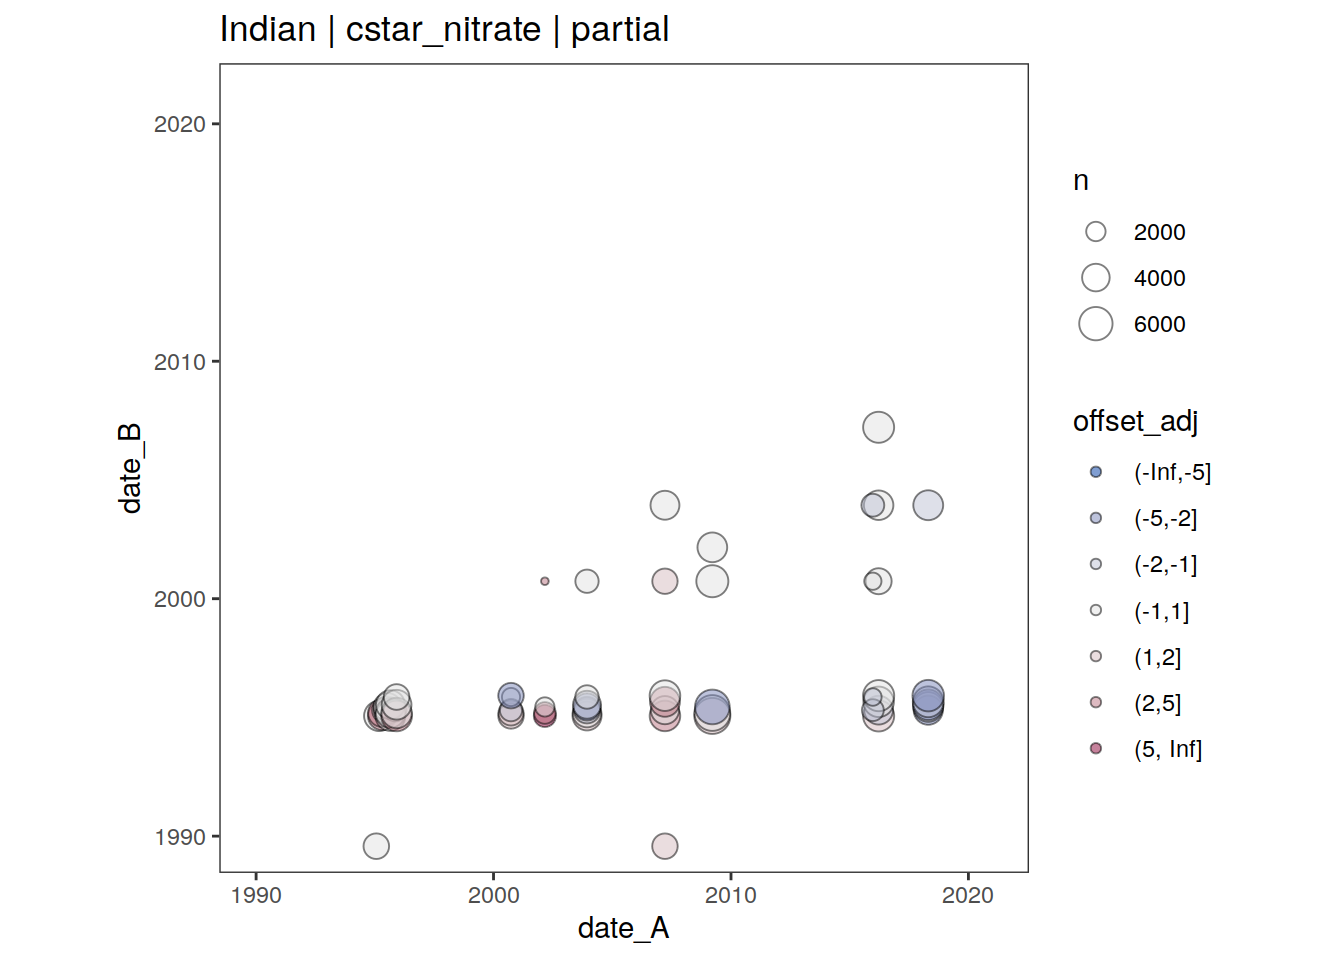 Indian | cstar_nitrate | partial
2020
2010
2000
1990
date_B
1990
2000
2010
2020
date_A
n
2000
4000
6000
offset_adj
(-Inf,-5]
(-5,-2]
(-2,-1]
(-1,1]
(1,2]
(2,5]
(5, Inf]